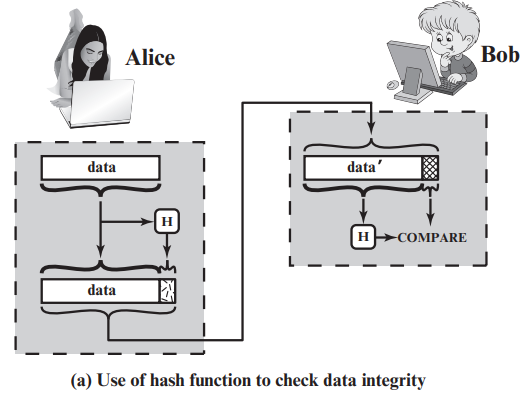 Alice
Bob
data
H
data
data′
H
COMPARE
(a) Use of hash function to check data integrity